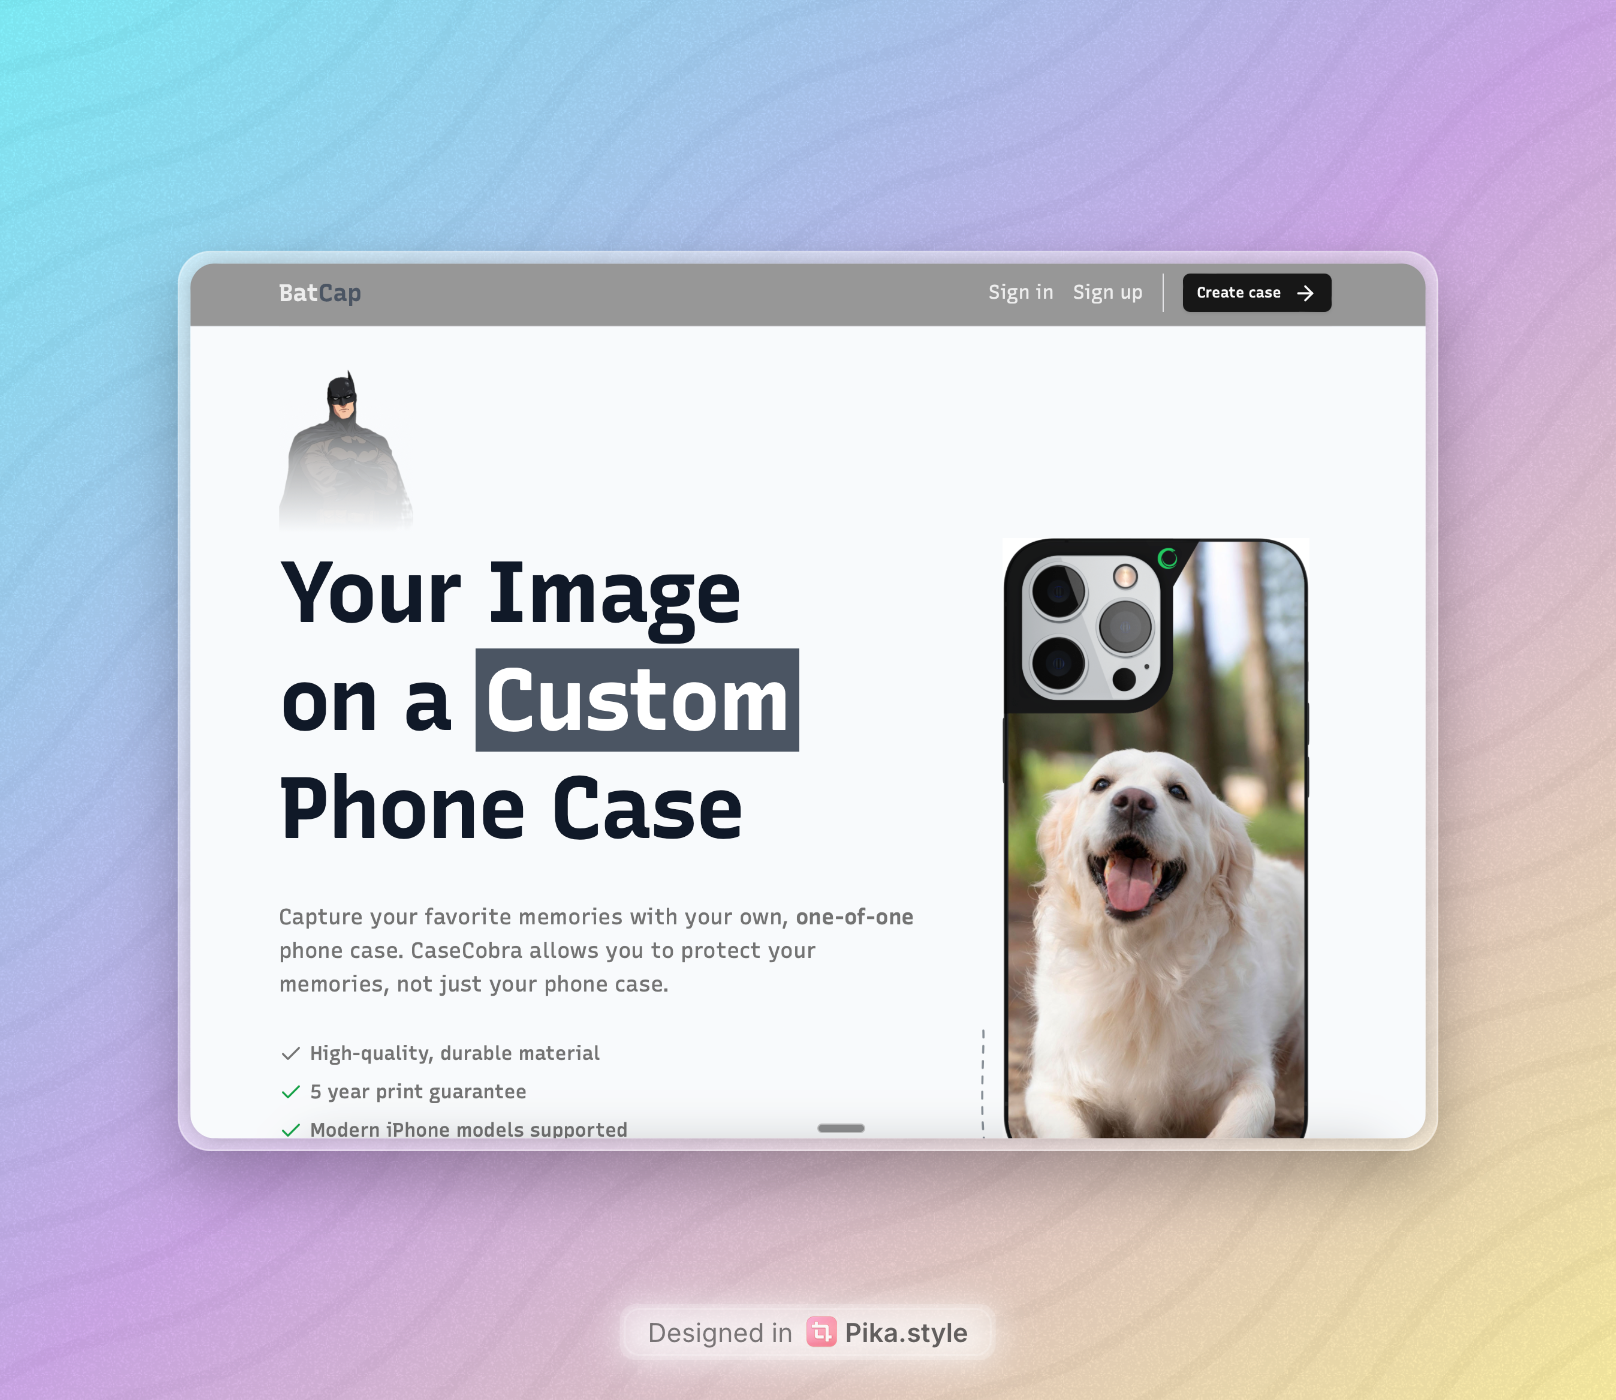 BatCap
Sign in
Sign up
Create case
Your Image
on a Custom
Phone Case
Capture your favorite memories with your own, one-of-one
phone case. CaseCobra allows you to protect your
memories, not just your phone case.
High-quality, durable material
5 year print guarantee
Modern iPhone models supported
Designed in Pika.style